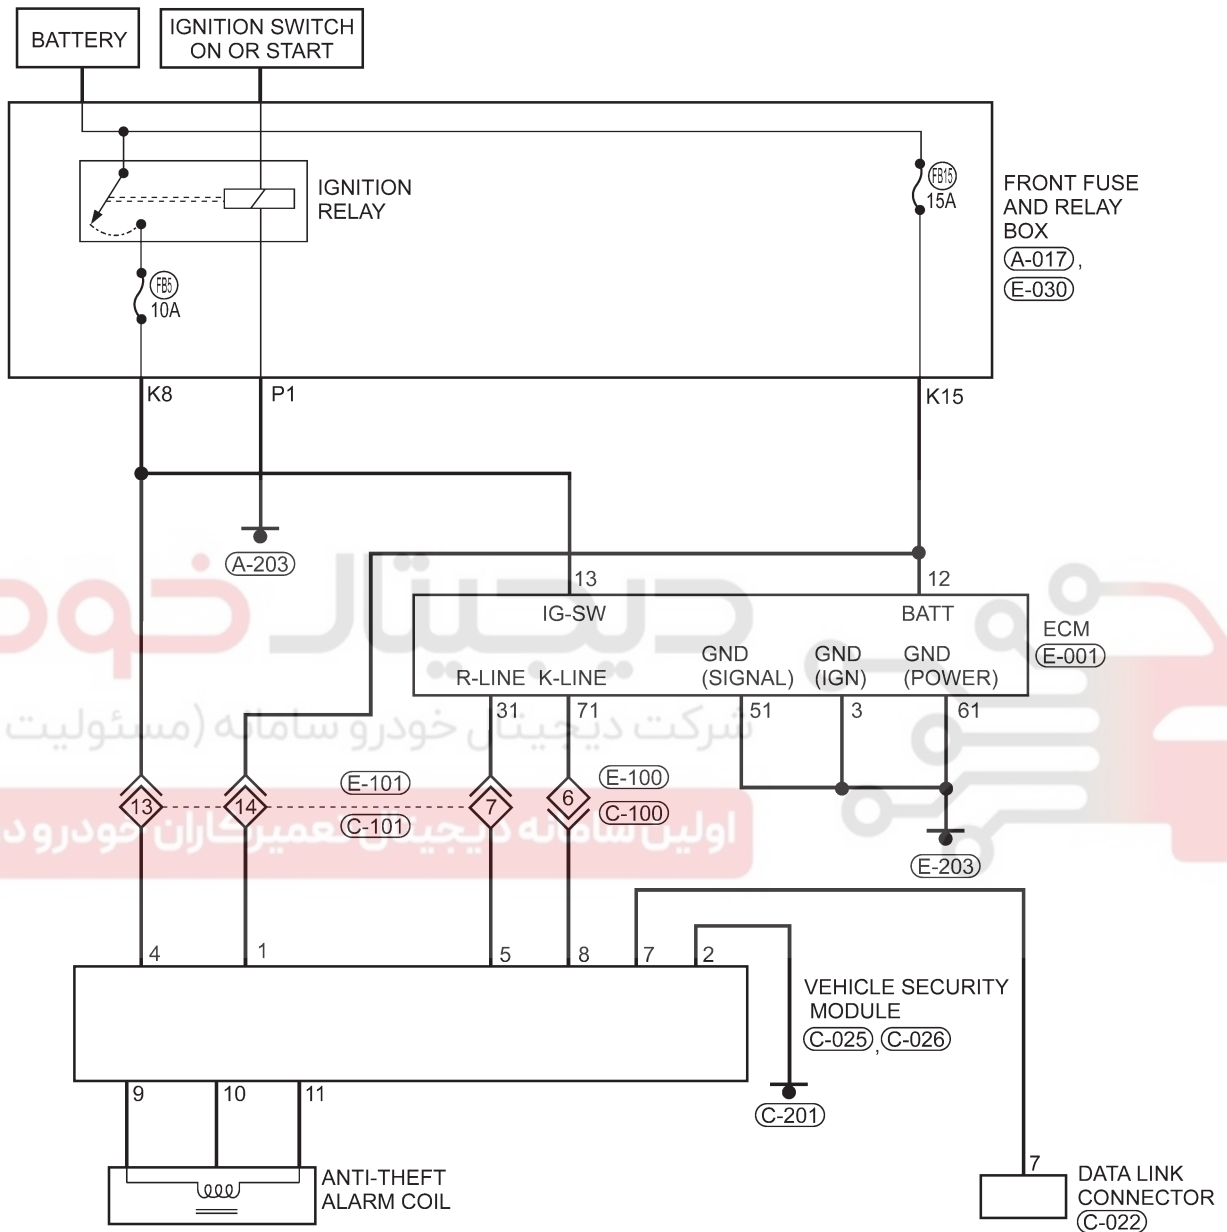 BATTERY
IGNITION SWITCH
ON OR START
IGNITION
RELAY
FB5
10A
FB15
15A
FRONT FUSE
AND RELAY
BOX
A-017 ,
E-030
K8
P1
K15
A-203
13
12
IG-SW
BATT
ECM
E-001
R-LINE K-LINE
GND
(SIGNAL)
GND
(IGN)
GND
(POWER)
31
71
51
3
61
دیجیتال خودرو
شرکت دیجیتال خودرو سامانه (مسئولیت
اولین سامانه دیجیتال تعمیرکاران خودرو در
13
14
E-101
C-101
7
6
E-100
C-100
E-203
4
1
5
8
7
2
VEHICLE SECURITY
MODULE
C-025 , C-026
C-201
9
10
11
ANTI-THEFT
ALARM COIL
7
DATA LINK
CONNECTOR
C-022